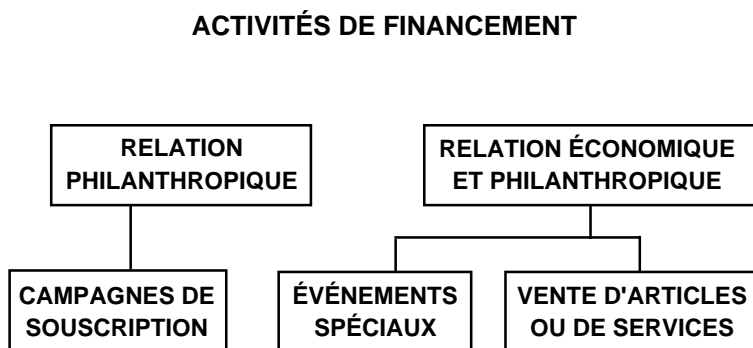 ACTIVITÉS DE FINANCEMENT
RELATION
PHILANTHROPIQUE
RELATION ÉCONOMIQUE
ET PHILANTHROPIQUE
CAMPAGNES DE
SOUSCRIPTION
ÉVÉNEMENTS
SPÉCIAUX
VENTE D'ARTICLES
OU DE SERVICES